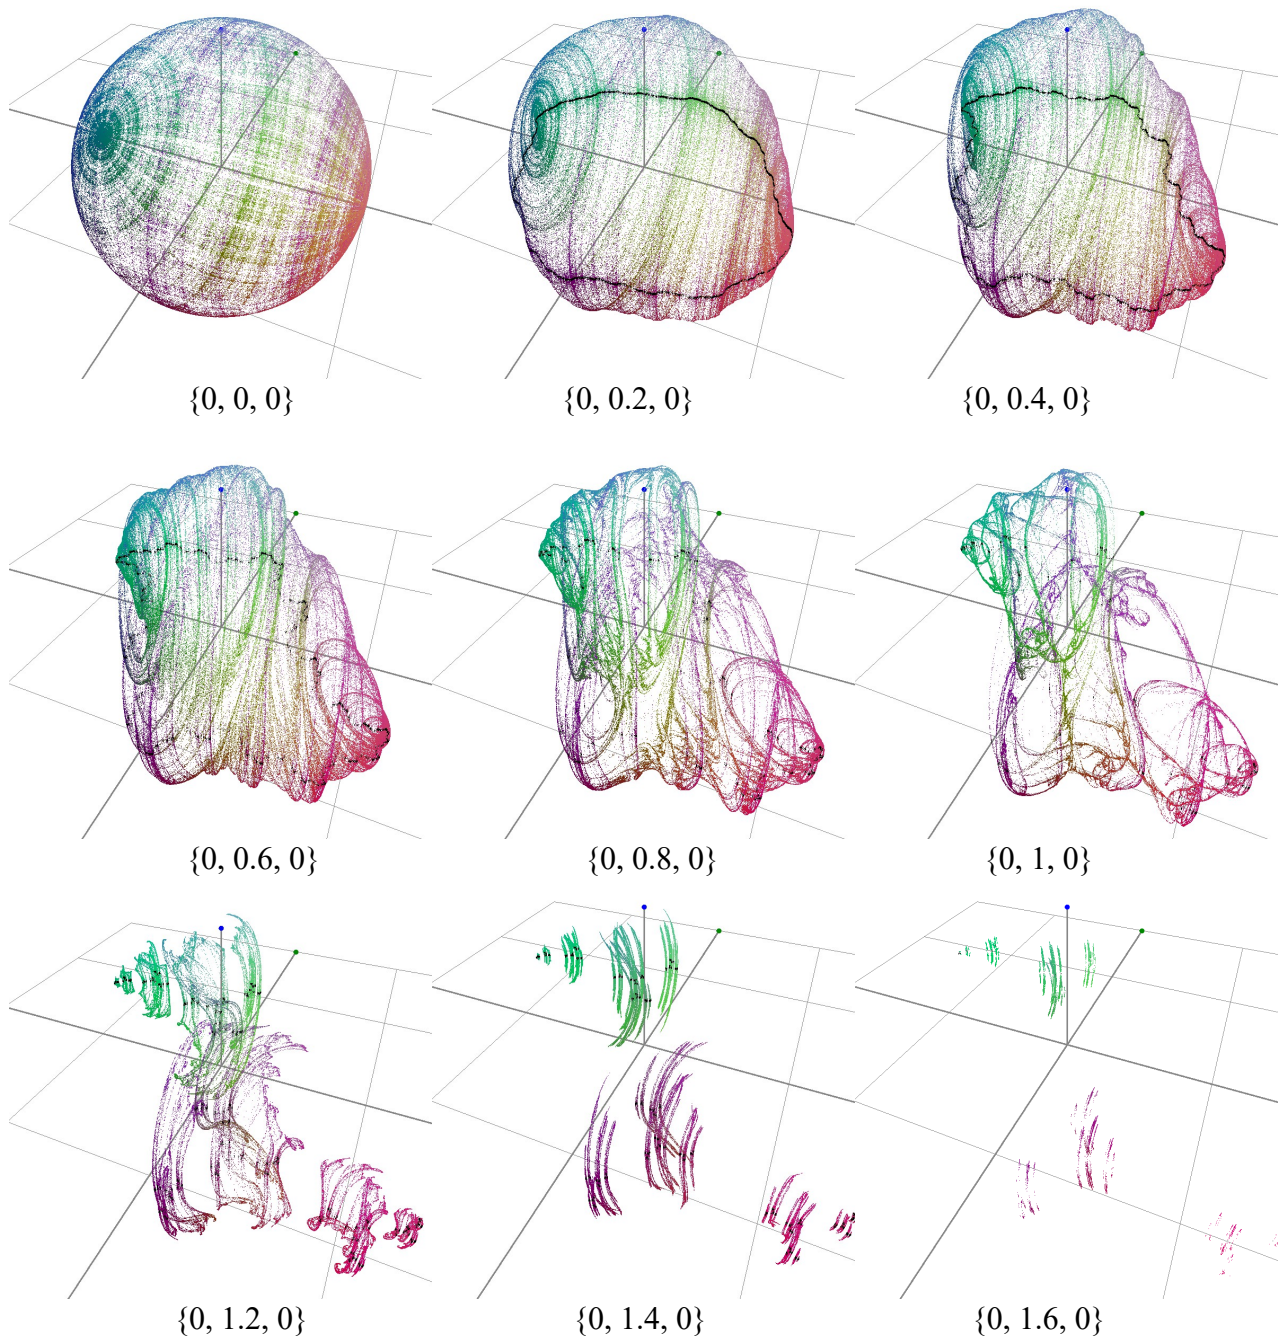 {0, 0, 0} {0, 0.2, 0} {0, 0.4, 0}
{0, 0.6, 0} {0, 0.8, 0} {0, 1, 0}
{0, 1.2, 0} {0, 1.4, 0} {0, 1.6, 0}